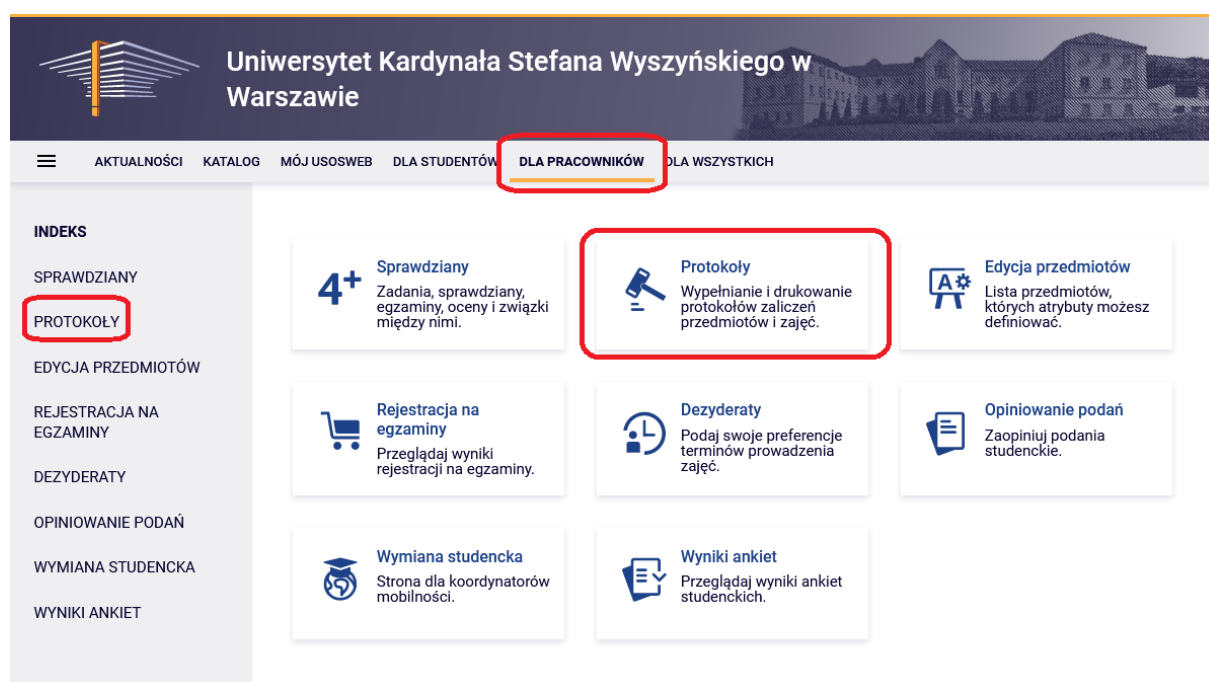 Uniwersytet Kardynała Stefana Wyszyńskiego w
Warszawie
AKTUALNOŚCI KATALOG MÓJ USOSWEB DLA STUDENTÓW DLA PRACOWNIKÓW DLA WSZYSTKICH
INDEKS
SPRAWDZIANY
PROTOKOŁY
EDYCJA PRZEDMIOTÓW
REJESTRACJA NA
EGZAMINY
DEZYDERATY
OPINIOWANIE PODAŃ
WYMIANA STUDENCKA
WYNIKI ANKIET
4+
Sprawdziany
Zadania, sprawdziany,
egzaminy, oceny i związki
między nimi.
Protokoły
Wypełnianie i drukowanie
protokołów zaliczeń
przedmiotów i zajęć.
A
Edycja przedmiotów
Lista przedmiotów,
których atrybuty możesz
definiować.
Rejestracja na
egzaminy
Przeglądaj wyniki
rejestracji na egzaminy.
Dezyderaty
Podaj swoje preferencje
terminów prowadzenia
zajęć.
Opiniowanie podań
Zaopiniuj podania
studenckie.
Wymiana studencka
Strona dla koordynatorów
mobilności.
Wyniki ankiet
Przeglądaj wyniki ankiet
studenckich.